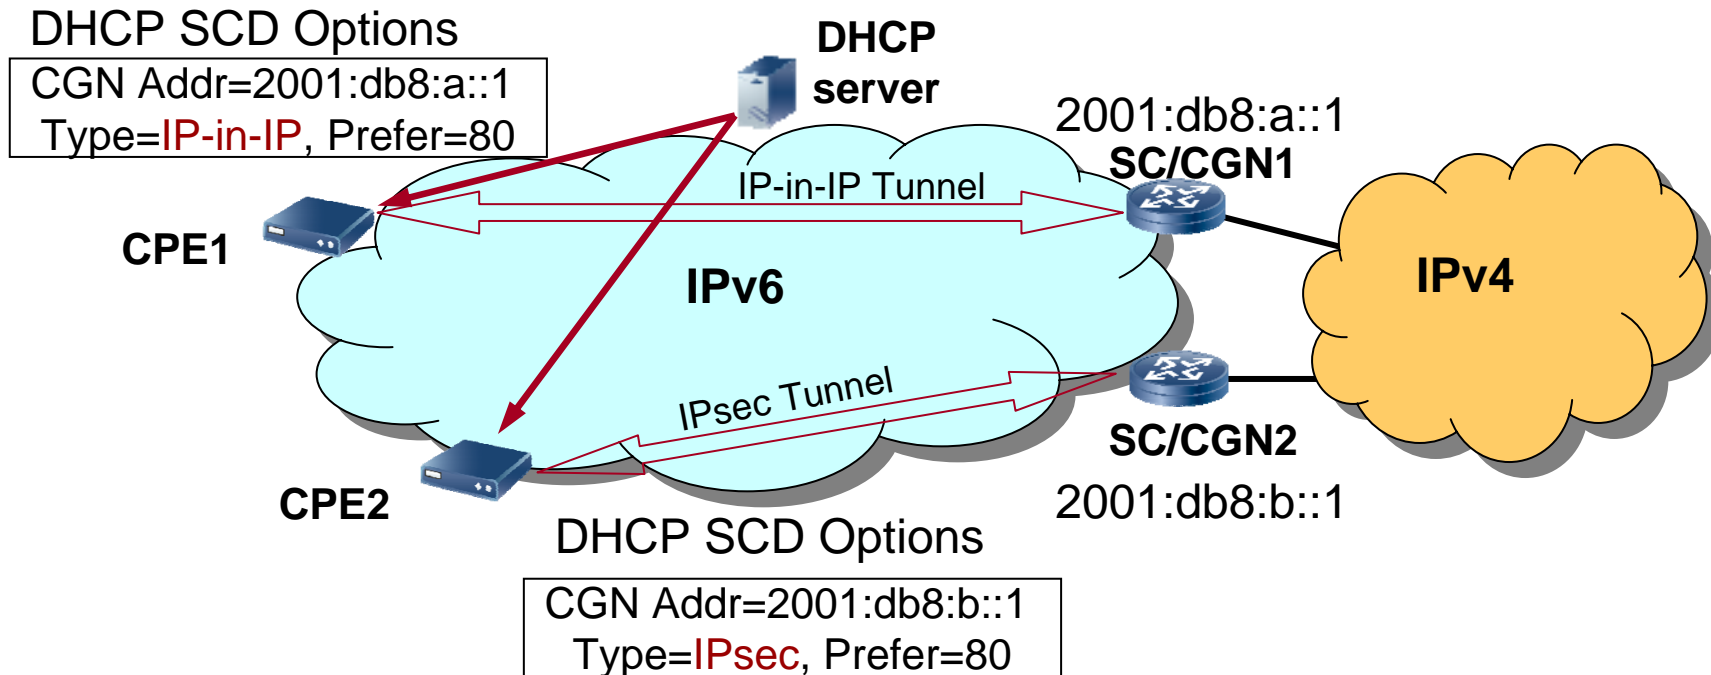 DHCP SCD Options
CGN Addr=2001:db8:a::1
Type=IP-in-IP, Prefer=80
DHCP
server
2001:db8:a::1
SC/CGN1
IP-in-IP Tunnel
CPE1
IPv6
IPv4
IPsec Tunnel
SC/CGN2
2001:db8:b::1
CPE2
DHCP SCD Options
CGN Addr=2001:db8:b::1
Type=IPsec, Prefer=80